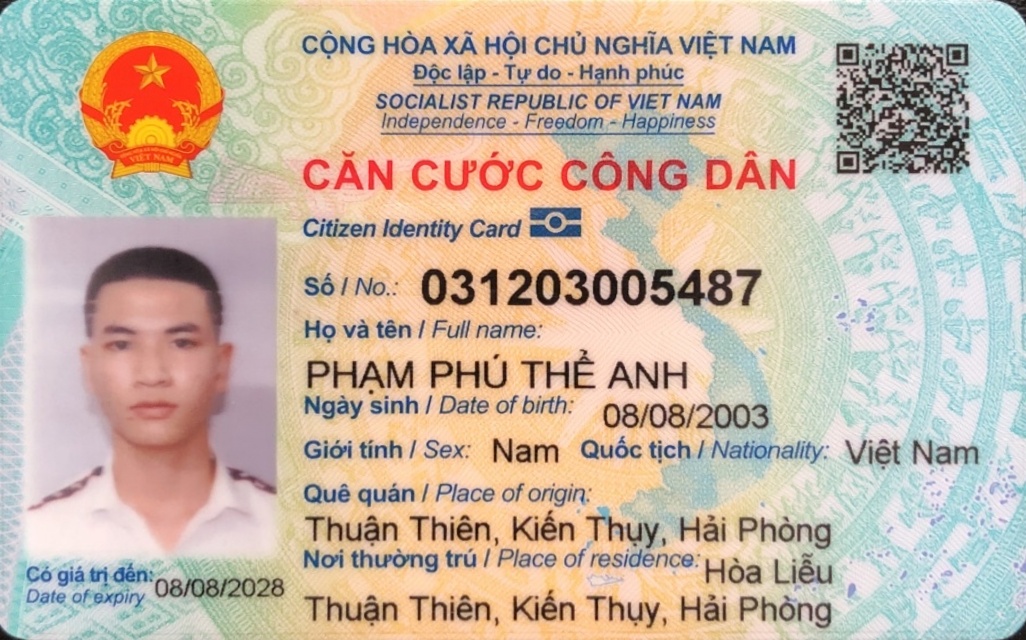 CỘNG HÒA XÃ HỘI CHỦ NGHĨA VIỆT NAM
Độc lập - Tự do - Hạnh phúc
SOCIALIST REPUBLIC OF VIET NAM
Independence - Freedom - Happiness
VIỆT NAM
CĂN CƯỚC CÔNG DÂN
Citizen Identity Card
Số / No.: 031203005487
Họ và tên / Full name:
PHẠM PHÚ THỂ ANH
Ngày sinh / Date of birth: 08/08/2003
Giới tính / Sex: Nam Quốc tịch / Nationality: Việt Nam
Quê quán / Place of origin:
Thuận Thiên, Kiến Thụy, Hải Phòng
Nơi thường trú / Place of residence: Hòa Liễu
Thuận Thiên, Kiến Thụy, Hải Phòng
Có giá trị đến: 08/08/2028
Date of expiry